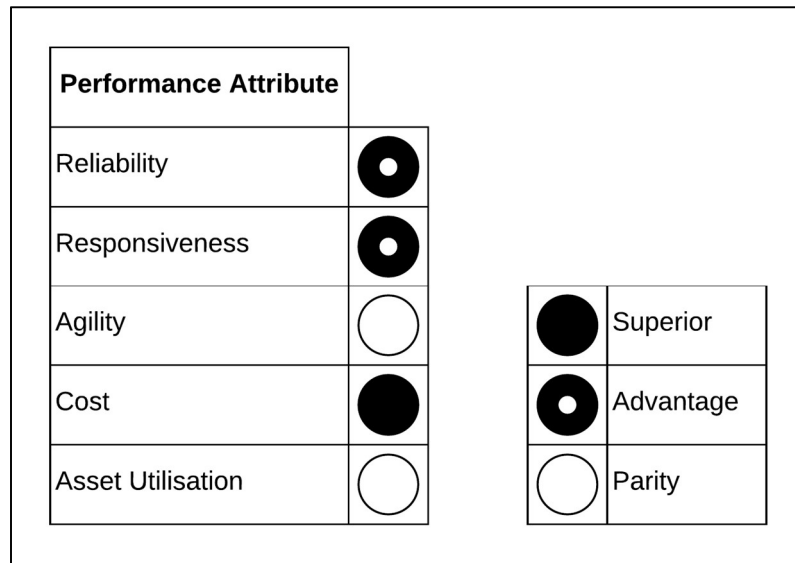 Performance Attribute
Reliability
Responsiveness
Agility
Cost
Asset Utilisation
Superior
Advantage
Parity